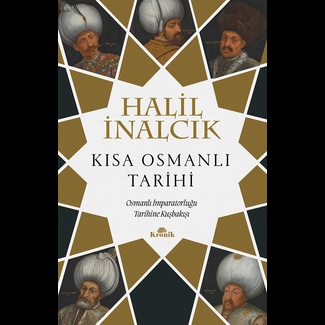 HALİL
İNALCIK
KISA OSMANLI
TARİHİ
Osmanlı İmparatorluğu
Tarihine Kuşbakışı
Kronik